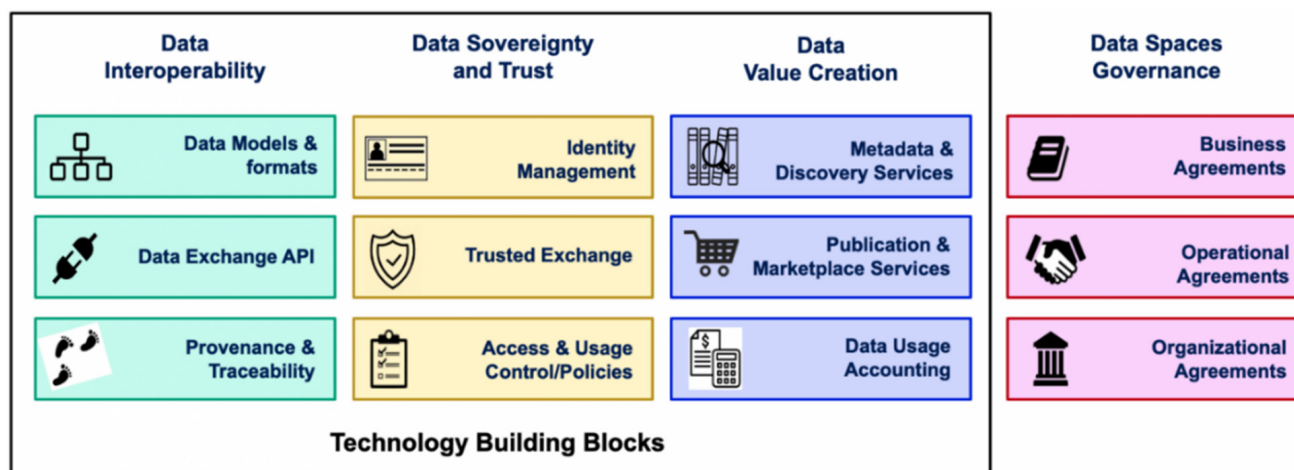 Data
Interoperability
Data Models &
formats
Data Exchange API
Provenance &
Traceability
Data Sovereignty
and Trust
Identity
Management
Trusted Exchange
Access & Usage
Control/Policies
Data
Value Creation
Metadata &
Discovery Services
Publication &
Marketplace Services
$
Data Usage
Accounting
Technology Building Blocks
Data Spaces
Governance
Business
Agreements
Operational
Agreements
Organizational
Agreements